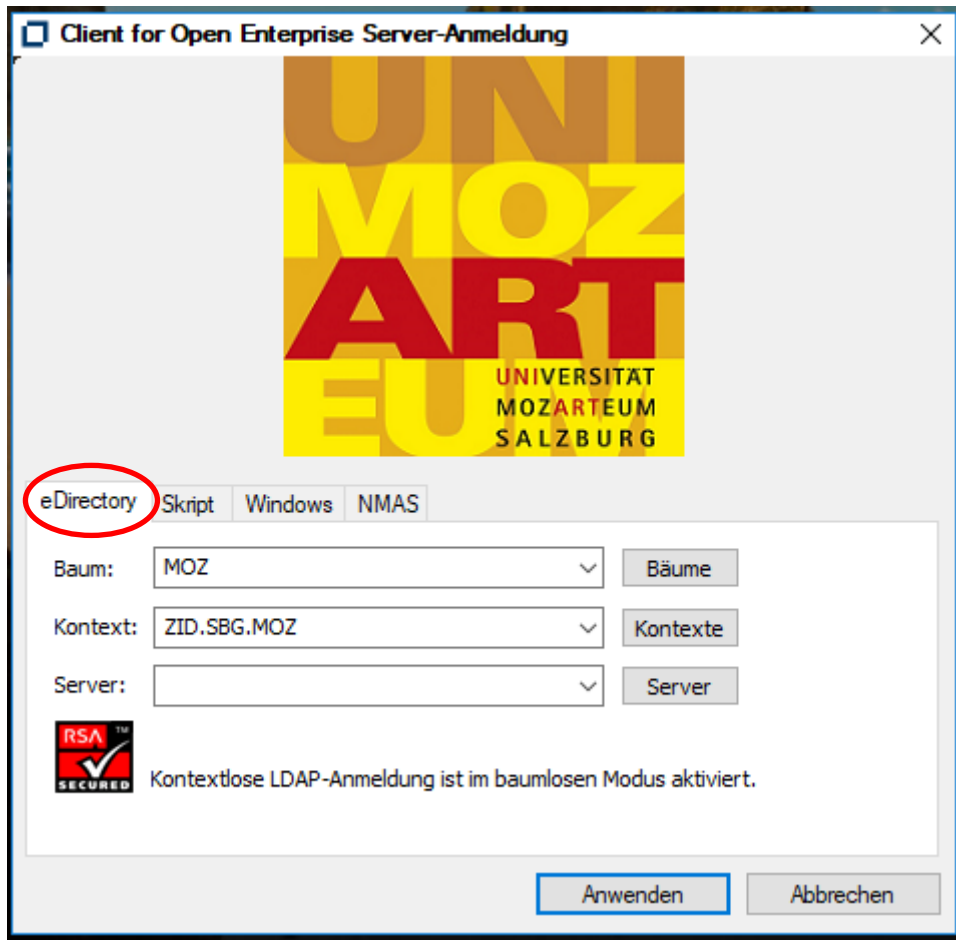 Client for Open Enterprise Server-Anmeldung
UNI
MOZ
ART
EUM
UNIVERSITÄT
MOZARTEUM
SALZBURG
eDirectory Skript Windows NMAS
Baum: MOZ Bäume
Kontext: ZID.SBG.MOZ Kontexte
Server: Server
RSA TM
SECURED
Kontextlose LDAP-Anmeldung ist im baumlosen Modus aktiviert.
Anwenden Abbrechen